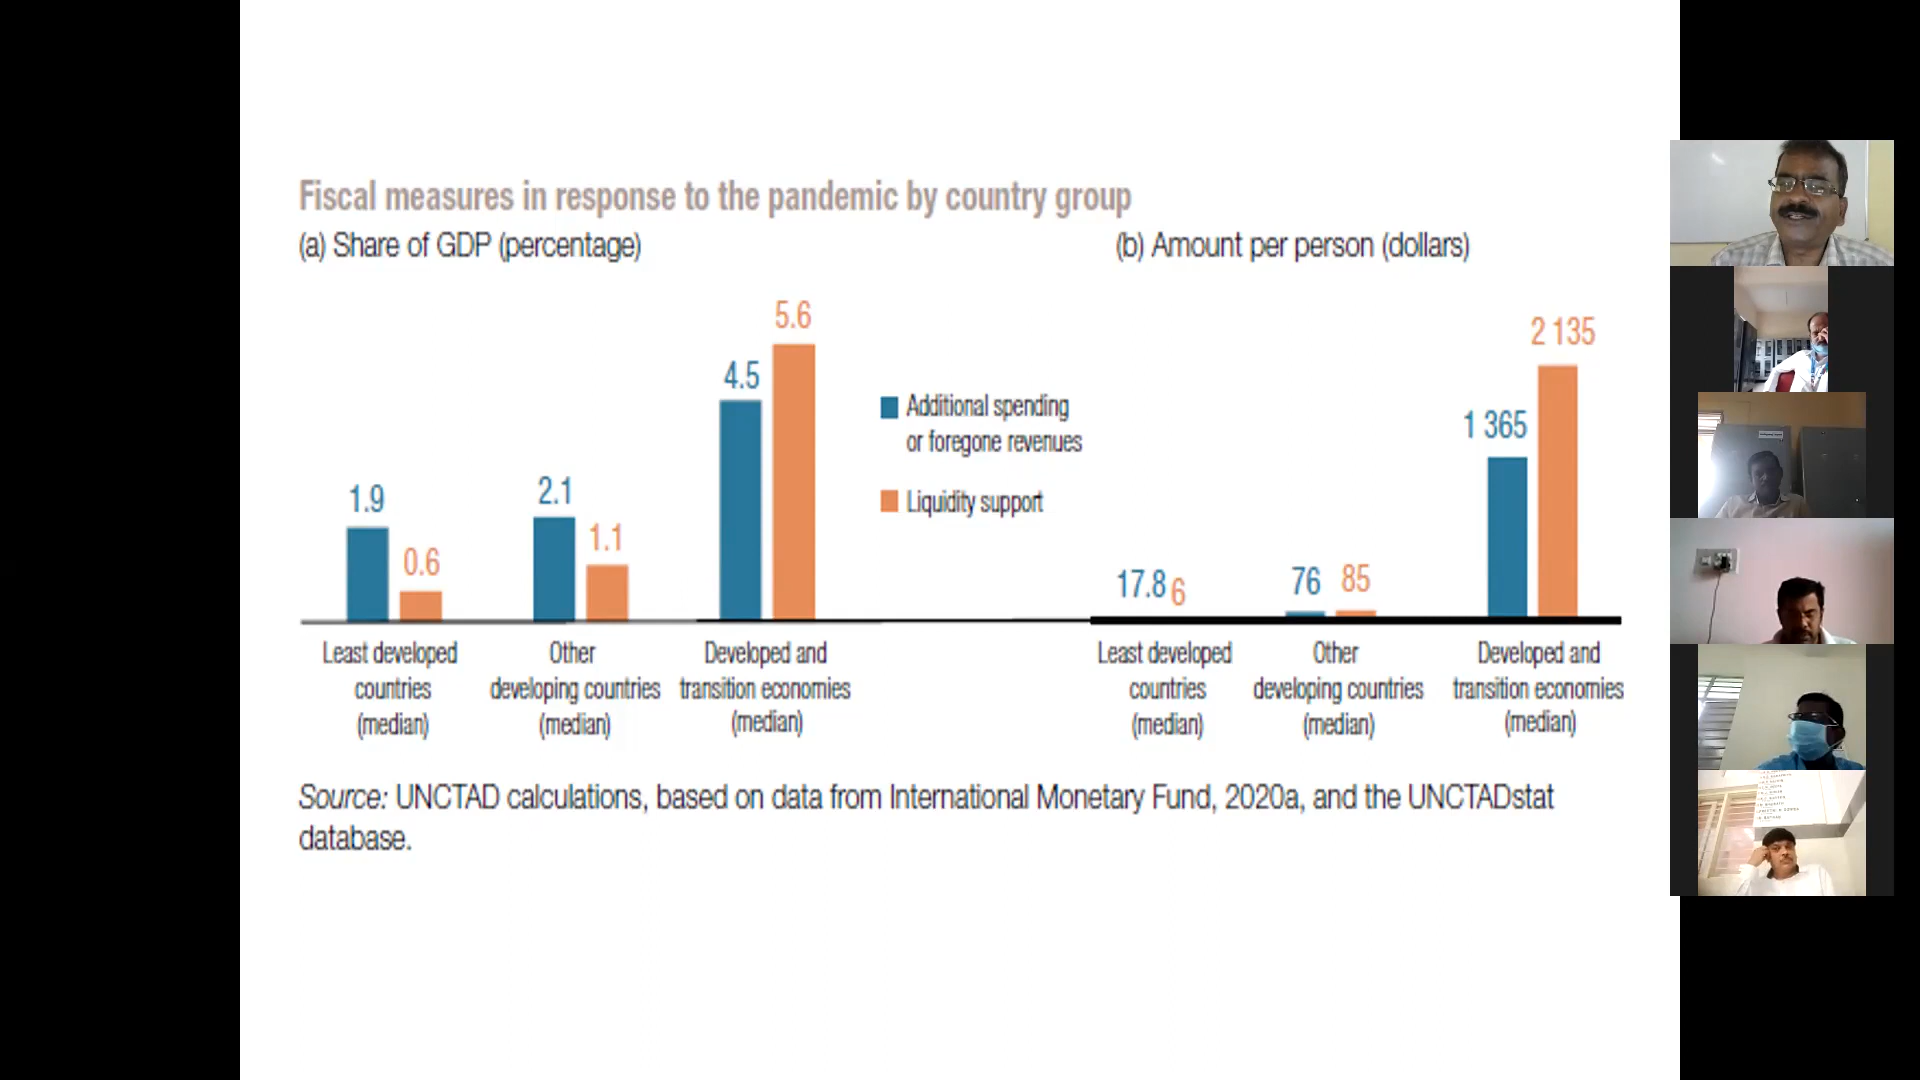 Fiscal measures in response to the pandemic by country group
(a) Share of GDP (percentage)
(b) Amount per person (dollars)
1.9
0.6
2.1
1.1
4.5
5.6
Additional spending
or foregone revenues
Liquidity support
17.8
6
76
85
1 365
2 135
Least developed
countries
(median)
Other
developing countries
(median)
Developed and
transition economies
(median)
Least developed
countries
(median)
Other
developing countries
(median)
Developed and
transition economies
(median)
Source: UNCTAD calculations, based on data from International Monetary Fund, 2020a, and the UNCTADstat
database.